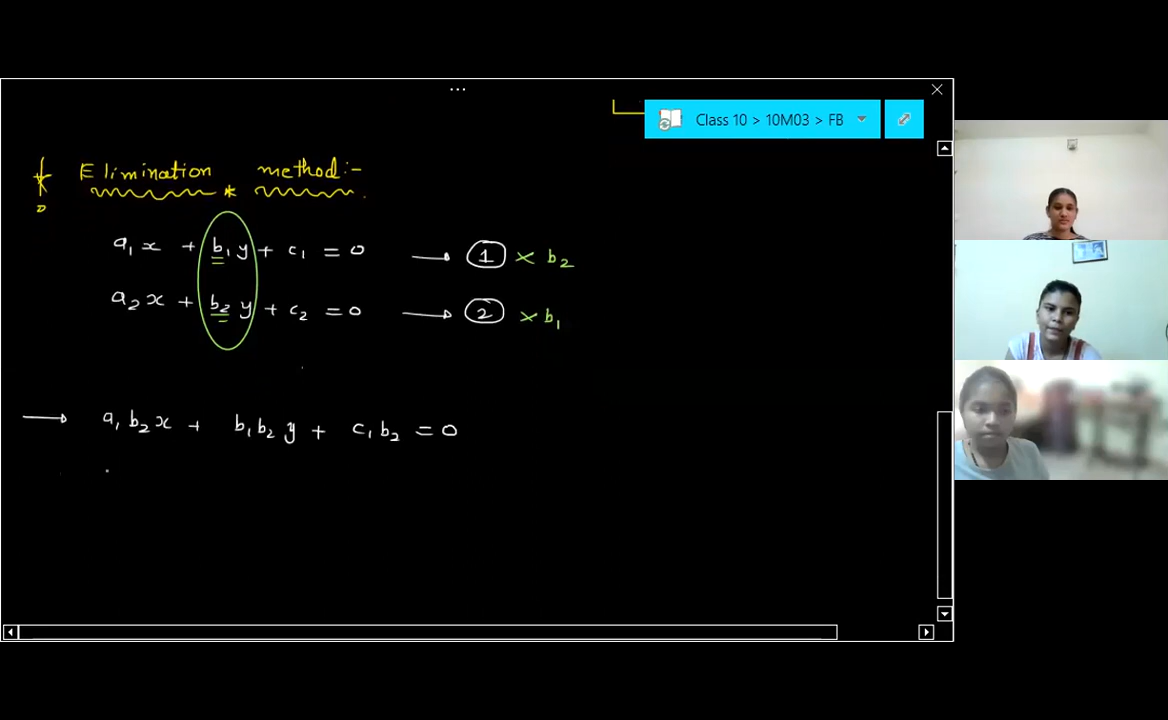 Class 10 > 10M03 > FB
* Elimination method:-
a₁x + b₁y + c₁ = 0 → ① × b₂
a₂x + b₂y + c₂ = 0 → ② × b₁
→ a₁b₂x + b₁b₂y + c₁b₂ = 0